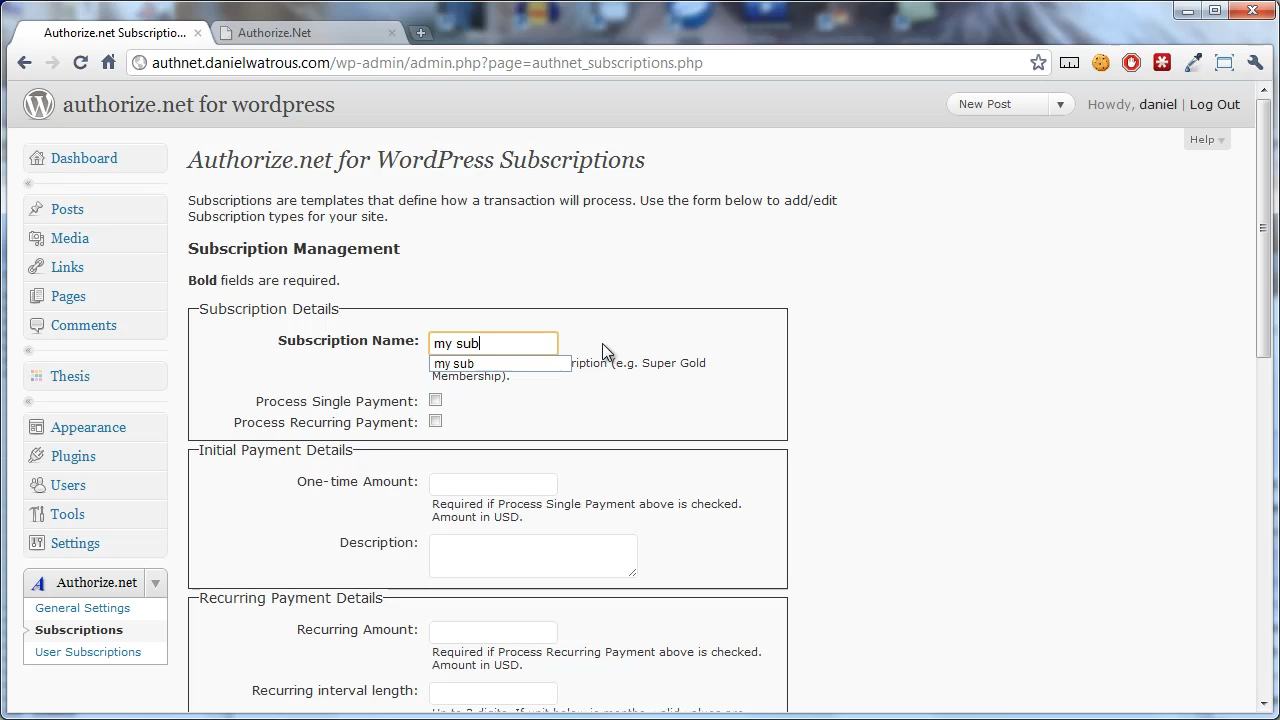 Authorize.net Subscriptio...
Authorize.Net
authnet.danielwatrous.com/wp-admin/admin.php?page=authnet_subscriptions.php
authorize.net for wordpress
New Post
Howdy, daniel | Log Out
Help
Dashboard
Posts
Media
Links
Pages
Comments
Thesis
Appearance
Plugins
Users
Tools
Settings
Authorize.net
General Settings
Subscriptions
User Subscriptions
Authorize.net for WordPress Subscriptions
Subscriptions are templates that define how a transaction will process. Use the form below to add/edit
Subscription types for your site.
Subscription Management
Bold fields are required.
Subscription Details
Subscription Name: my sub
my sub
(e.g. Super Gold
Membership).
Process Single Payment:
Process Recurring Payment:
Initial Payment Details
One-time Amount:
Required if Process Single Payment above is checked.
Amount in USD.
Description:
Recurring Payment Details
Recurring Amount:
Required if Process Recurring Payment above is checked.
Amount in USD.
Recurring interval length: